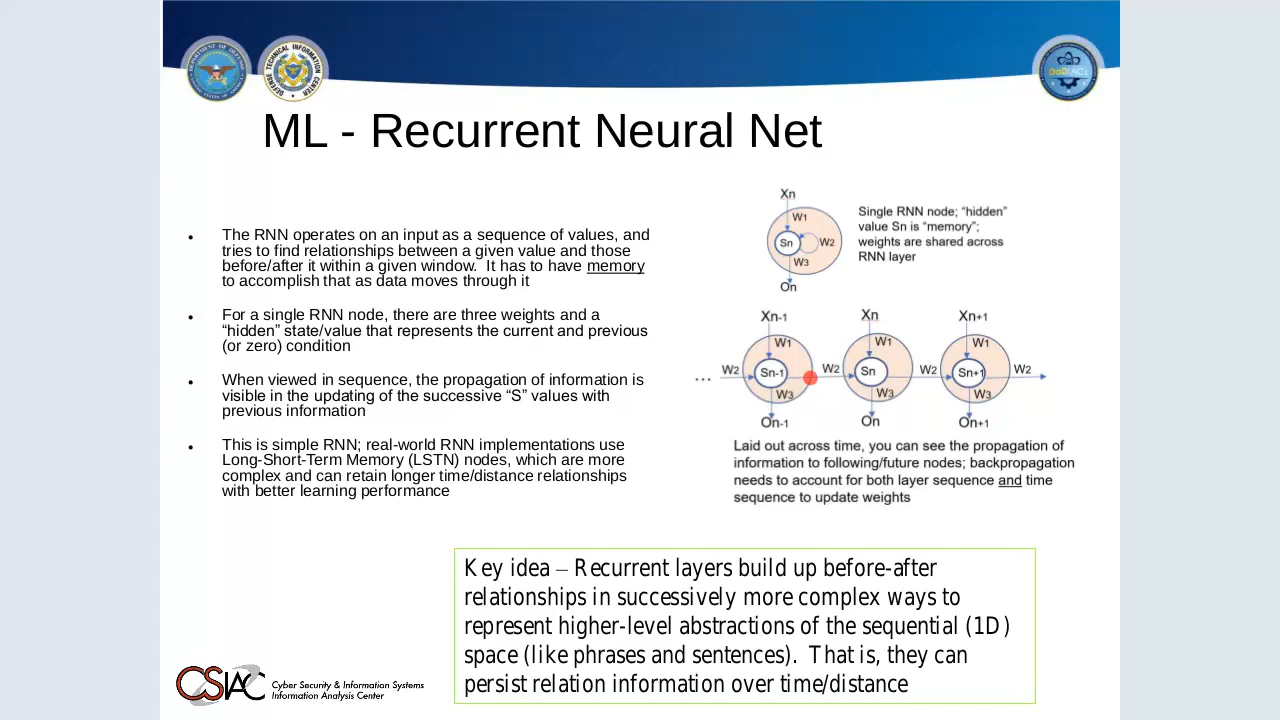 DEPARTMENT OF DEFENSE
DEFENSE TECHNICAL INFORMATION CENTER
DoDIACs
ML - Recurrent Neural Net
• The RNN operates on an input as a sequence of values, and
tries to find relationships between a given value and those
before/after it within a given window. It has to have memory
to accomplish that as data moves through it
• For a single RNN node, there are three weights and a
“hidden” state/value that represents the current and previous
(or zero) condition
• When viewed in sequence, the propagation of information is
visible in the updating of the successive “S” values with
previous information
• This is simple RNN; real-world RNN implementations use
Long-Short-Term Memory (LSTN) nodes, which are more
complex and can retain longer time/distance relationships
with better learning performance
Xn
W1
Sn
W2
W3
On
Single RNN node; “hidden”
value Sn is “memory”;
weights are shared across
RNN layer
Xn-1 Xn Xn+1
W1 W1 W1
... W2 Sn-1 W2 Sn W2 Sn+1 W2
W3 W3 W3
On-1 On On+1
Laid out across time, you can see the propagation of
information to following/future nodes; backpropagation
needs to account for both layer sequence and time
sequence to update weights
Key idea – Recurrent layers build up before-after
relationships in successively more complex ways to
represent higher-level abstractions of the sequential (1D)
space (like phrases and sentences). That is, they can
persist relation information over time/distance
CSIAC
Cyber Security & Information Systems
Information Analysis Center